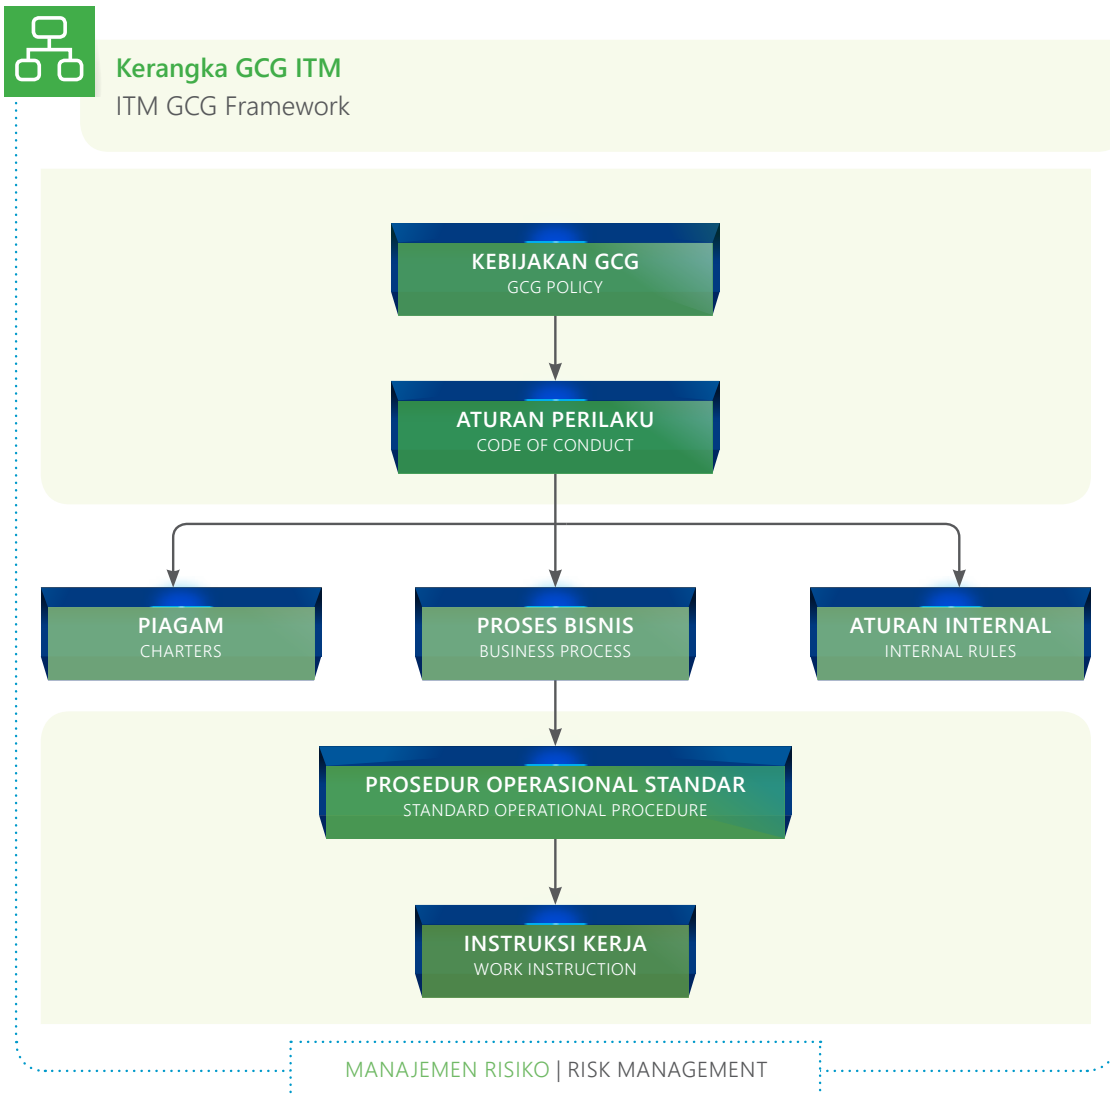 Kerangka GCG ITM
ITM GCG Framework
KEBIJAKAN GCG
GCG POLICY
ATURAN PERILAKU
CODE OF CONDUCT
PIAGAM
CHARTERS
PROSES BISNIS
BUSINESS PROCESS
ATURAN INTERNAL
INTERNAL RULES
PROSEDUR OPERASIONAL STANDAR
STANDARD OPERATIONAL PROCEDURE
INSTRUKSI KERJA
WORK INSTRUCTION
MANAJEMEN RISIKO | RISK MANAGEMENT